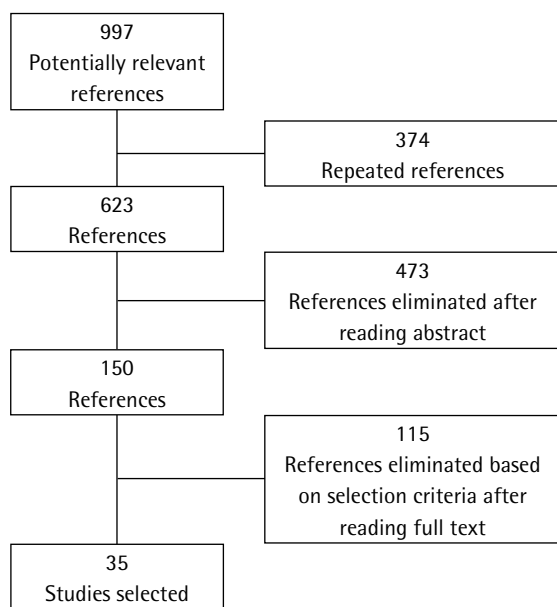 997
Potentially relevant
references
374
Repeated references
623
References
473
References eliminated after
reading abstract
150
References
115
References eliminated based
on selection criteria after
reading full text
35
Studies selected